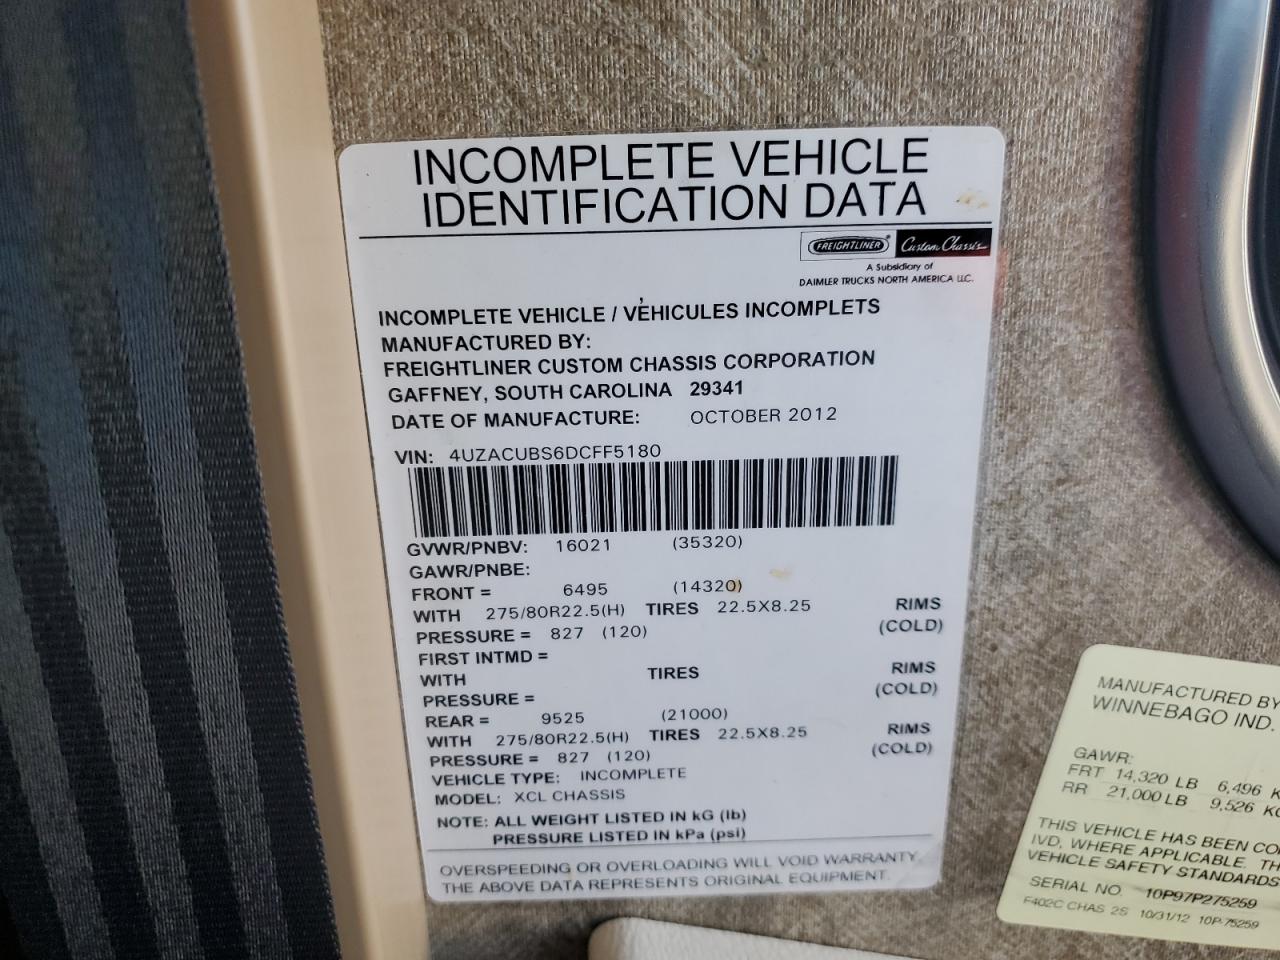 INCOMPLETE VEHICLE
IDENTIFICATION DATA
FREIGHTLINER® Custom Chassis
A Subsidiary of
DAIMLER TRUCKS NORTH AMERICA LLC.
INCOMPLETE VEHICLE / VÉHICULES INCOMPLETS
MANUFACTURED BY:
FREIGHTLINER CUSTOM CHASSIS CORPORATION
GAFFNEY, SOUTH CAROLINA 29341
DATE OF MANUFACTURE: OCTOBER 2012
VIN: 4UZACUBS6DCFF5180
GVWR/PNBV: 16021 (35320)
GAWR/PNBE:
FRONT = 6495 (14320)
WITH 275/80R22.5(H) TIRES 22.5X8.25 RIMS
PRESSURE = 827 (120) (COLD)
FIRST INTMD =
WITH TIRES RIMS
PRESSURE = (COLD)
REAR = 9525 (21000)
WITH 275/80R22.5(H) TIRES 22.5X8.25 RIMS
PRESSURE = 827 (120) (COLD)
VEHICLE TYPE: INCOMPLETE
MODEL: XCL CHASSIS
NOTE: ALL WEIGHT LISTED IN kG (lb)
PRESSURE LISTED IN kPa (psi)
OVERSPEEDING OR OVERLOADING WILL VOID WARRANTY.
THE ABOVE DATA REPRESENTS ORIGINAL EQUIPMENT.
MANUFACTURED BY
WINNEBAGO IND.
GAWR:
FRT 14,320 LB 6,496 K
RR 21,000 LB 9,526 KG
THIS VEHICLE HAS BEEN CO
IVD, WHERE APPLICABLE. TH
VEHICLE SAFETY STANDARDS
SERIAL NO 10P97P275259
F402C CHAS 2S 10/31/12 10P-75259